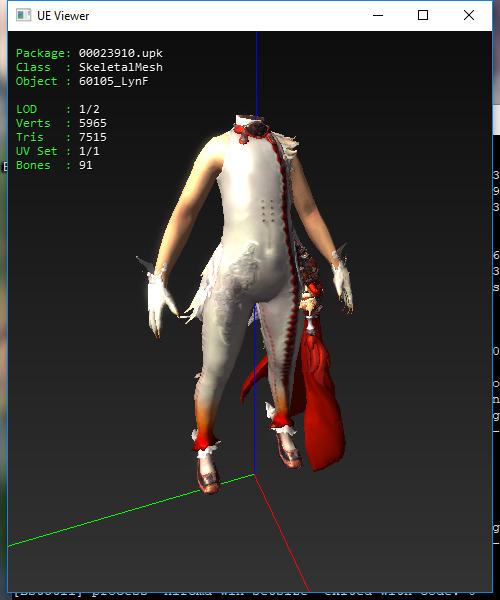 UE Viewer
Package: 00023910.upk
Class  : SkeletalMesh
Object : 60105_LynF
LOD    : 1/2
Verts  : 5965
Tris   : 7515
UV Set : 1/1
Bones  : 91